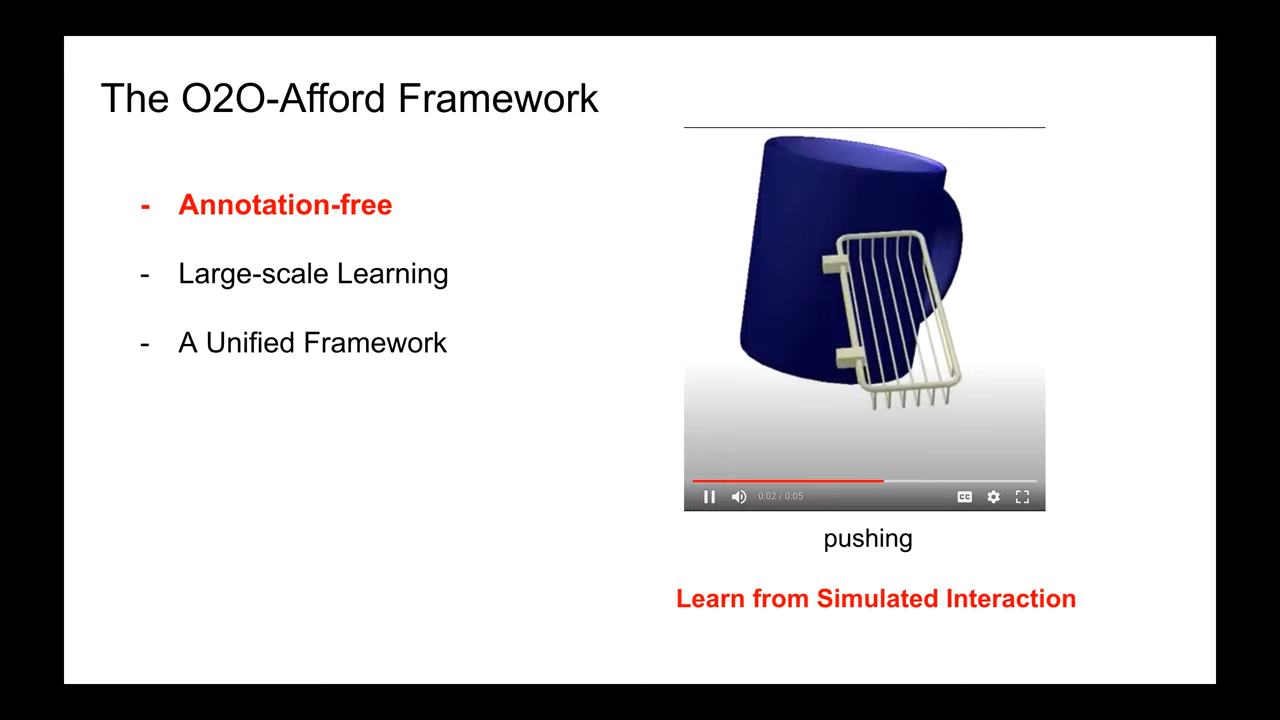 The O2O-Afford Framework
- Annotation-free
- Large-scale Learning
- A Unified Framework
0:02 / 0:05
CC
pushing
Learn from Simulated Interaction